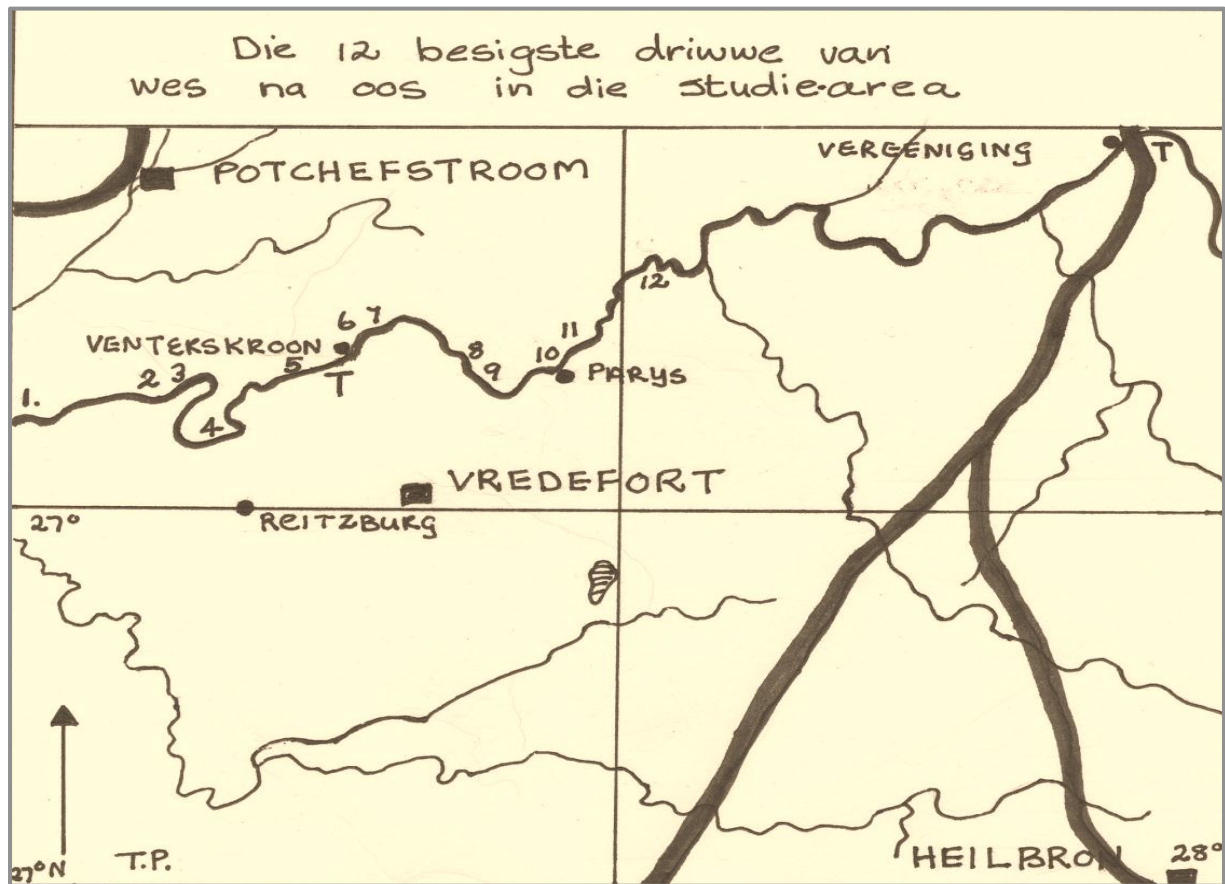 Die 12 besigste driwwe van
wes na oos in die studie-area
POTCHEFSTROOM
VEREENIGING
T
12
6 7
11
VENTERSKROON
8
10
2 3
5
T
9
PARYS
1.
4
VREDEFORT
27°
REITZBURG
27°N
T.P.
HEILBRON
28°